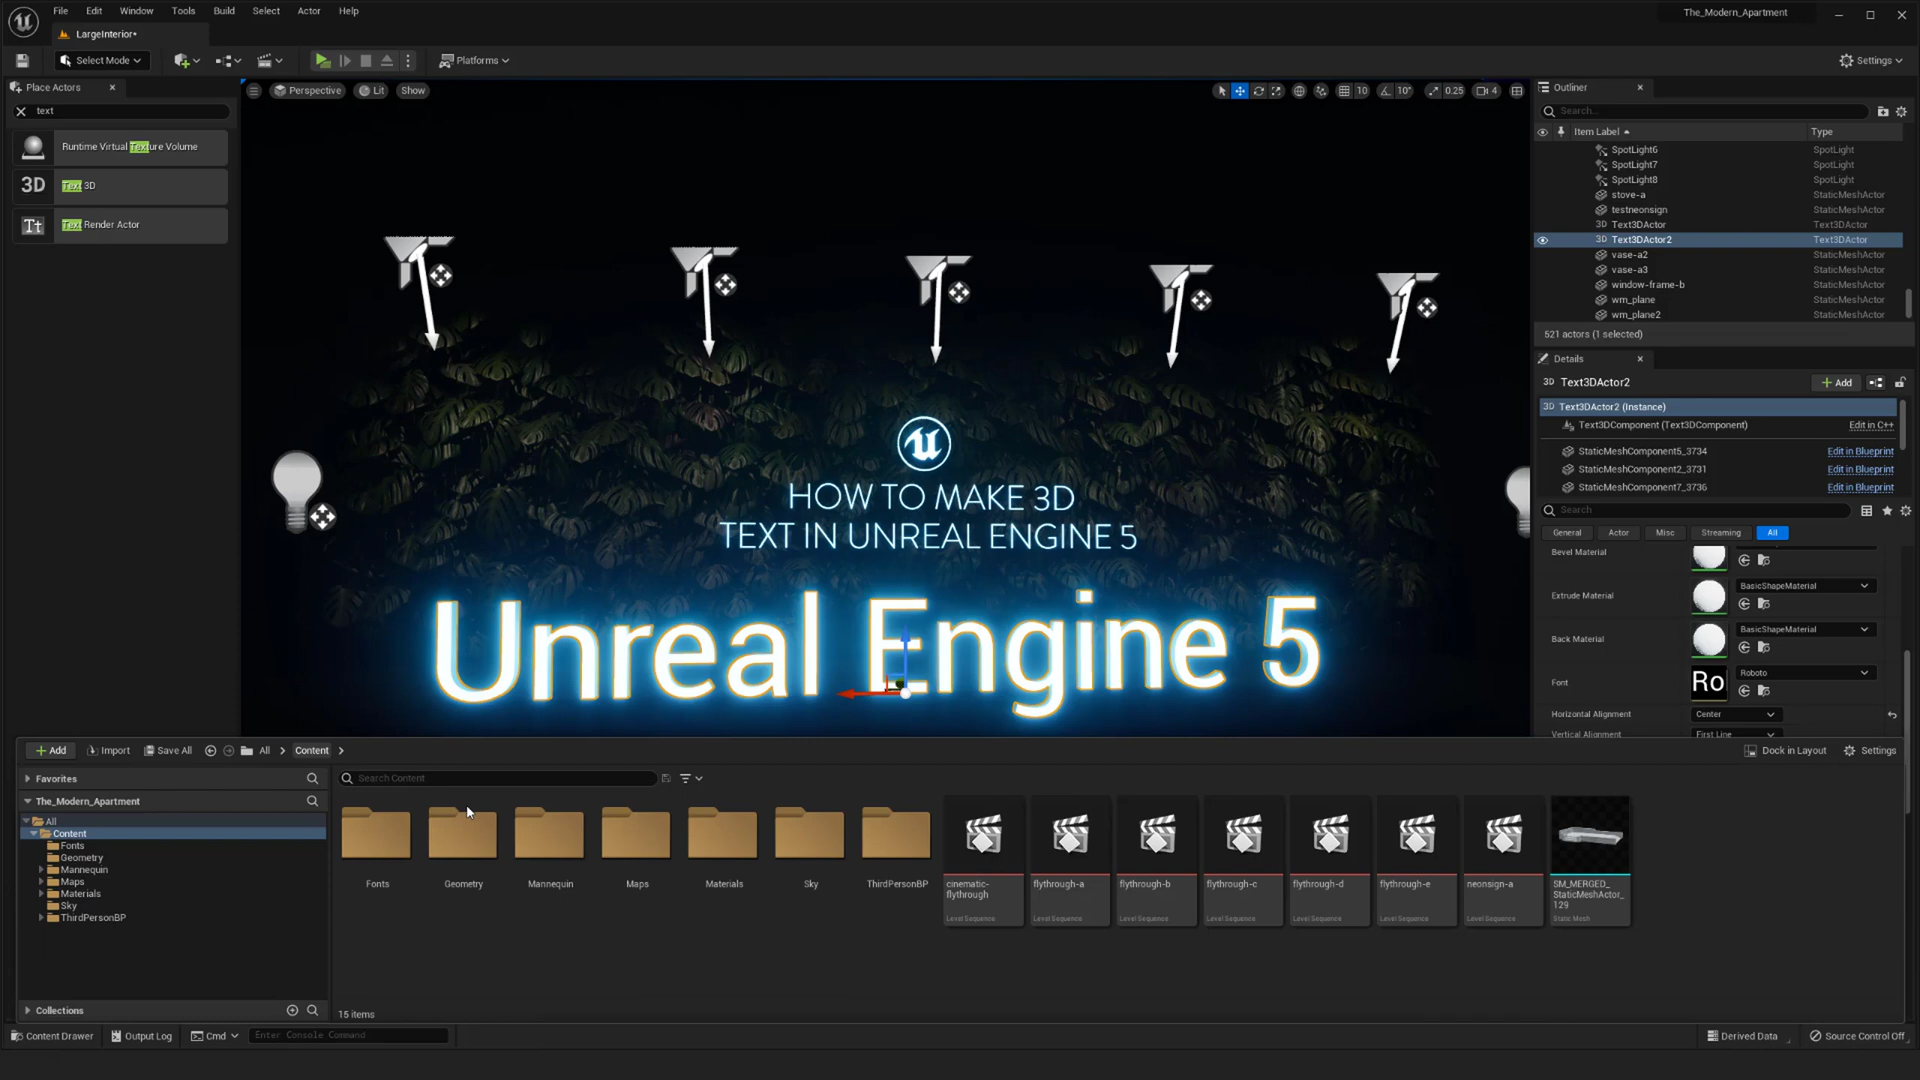 File Edit Window Tools Build Select Actor Help
The_Modern_Apartment
LargeInterior•
Select Mode
Platforms
Settings
Place Actors
text
Runtime Virtual Texture Volume
3D Text 3D
Tt Text Render Actor
Perspective Lit Show
10 10° 0.25 4
HOW TO MAKE 3D
TEXT IN UNREAL ENGINE 5
Unreal Engine 5
Outliner
Search...
Item Label Type
SpotLight6 SpotLight
SpotLight7 SpotLight
SpotLight8 SpotLight
stove-a StaticMeshActor
testneonsign StaticMeshActor
3D Text3DActor Text3DActor
3D Text3DActor2 Text3DActor
vase-a2 StaticMeshActor
vase-a3 StaticMeshActor
window-frame-b StaticMeshActor
wm_plane StaticMeshActor
wm_plane2 StaticMeshActor
521 actors (1 selected)
Details
3D Text3DActor2 + Add
3D Text3DActor2 (Instance)
Text3DComponent (Text3DComponent) Edit in C++
StaticMeshComponent5_3734 Edit in Blueprint
StaticMeshComponent2_3731 Edit in Blueprint
StaticMeshComponent7_3736 Edit in Blueprint
Search
General Actor Misc Streaming All
Bevel Material
Extrude Material BasicShapeMaterial
Back Material BasicShapeMaterial
Font Ro Roboto
Horizontal Alignment Center
Vertical Alignment First Line
+ Add Import Save All All Content
Dock in Layout Settings
Favorites
The_Modern_Apartment
All
Content
Fonts
Geometry
Mannequin
Maps
Materials
Sky
ThirdPersonBP
Collections
Search Content
Fonts
Geometry
Mannequin
Maps
Materials
Sky
ThirdPersonBP
cinematic-
flythrough
Level Sequence
flythrough-a
Level Sequence
flythrough-b
Level Sequence
flythrough-c
Level Sequence
flythrough-d
Level Sequence
flythrough-e
Level Sequence
neonsign-a
Level Sequence
SM_MERGED_
StaticMeshActor_
129
Static Mesh
15 items
Content Drawer Output Log Cmd Enter Console Command
Derived Data Source Control Off